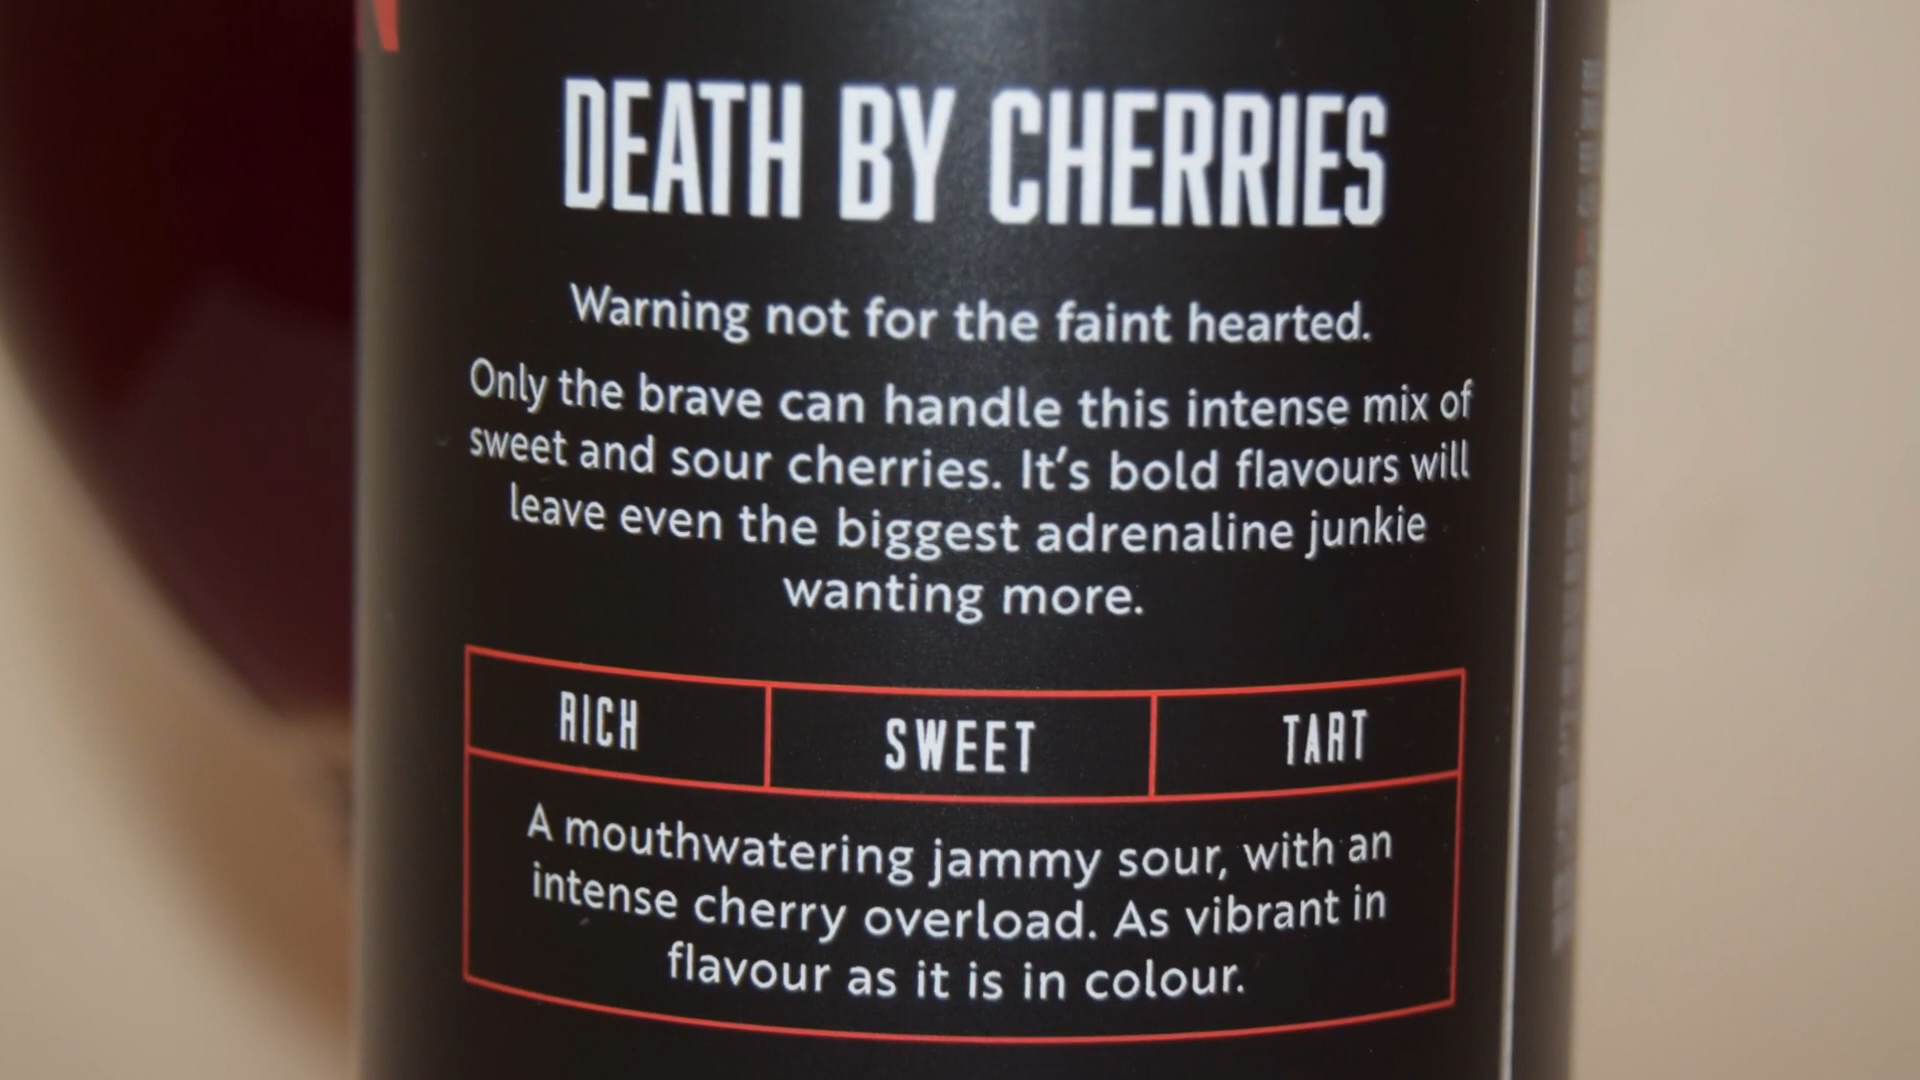 DEATH BY CHERRIES
Warning not for the faint hearted.
Only the brave can handle this intense mix of
sweet and sour cherries. It's bold flavours will
leave even the biggest adrenaline junkie
wanting more.
RICH SWEET TART
A mouthwatering jammy sour, with an
intense cherry overload. As vibrant in
flavour as it is in colour.